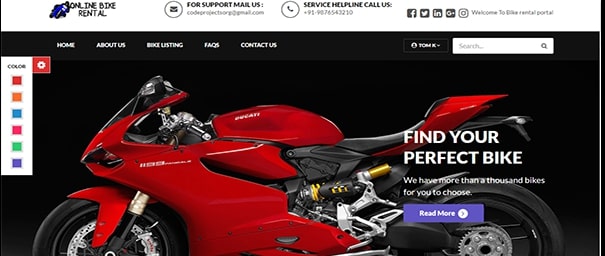 ONLINE BIKE
RENTAL
FOR SUPPORT MAIL US :
codeprojectsorg@gmail.com
SERVICE HELPLINE CALL US:
+91-9876543210
Welcome To Bike rental portal
HOME ABOUT US BIKE LISTING FAQS CONTACT US
TOM K
Search...
COLOR
DUCATI
1199 PANIGALE
FIND YOUR
PERFECT BIKE
We have more than a thousand bikes
for you to choose.
Read More